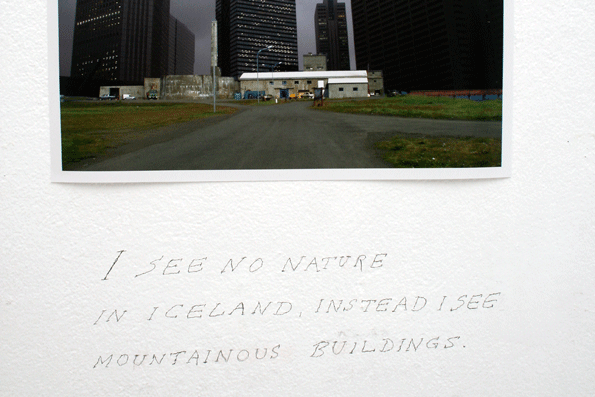 I SEE NO NATURE
IN ICELAND, INSTEAD I SEE
MOUNTAINOUS BUILDINGS.